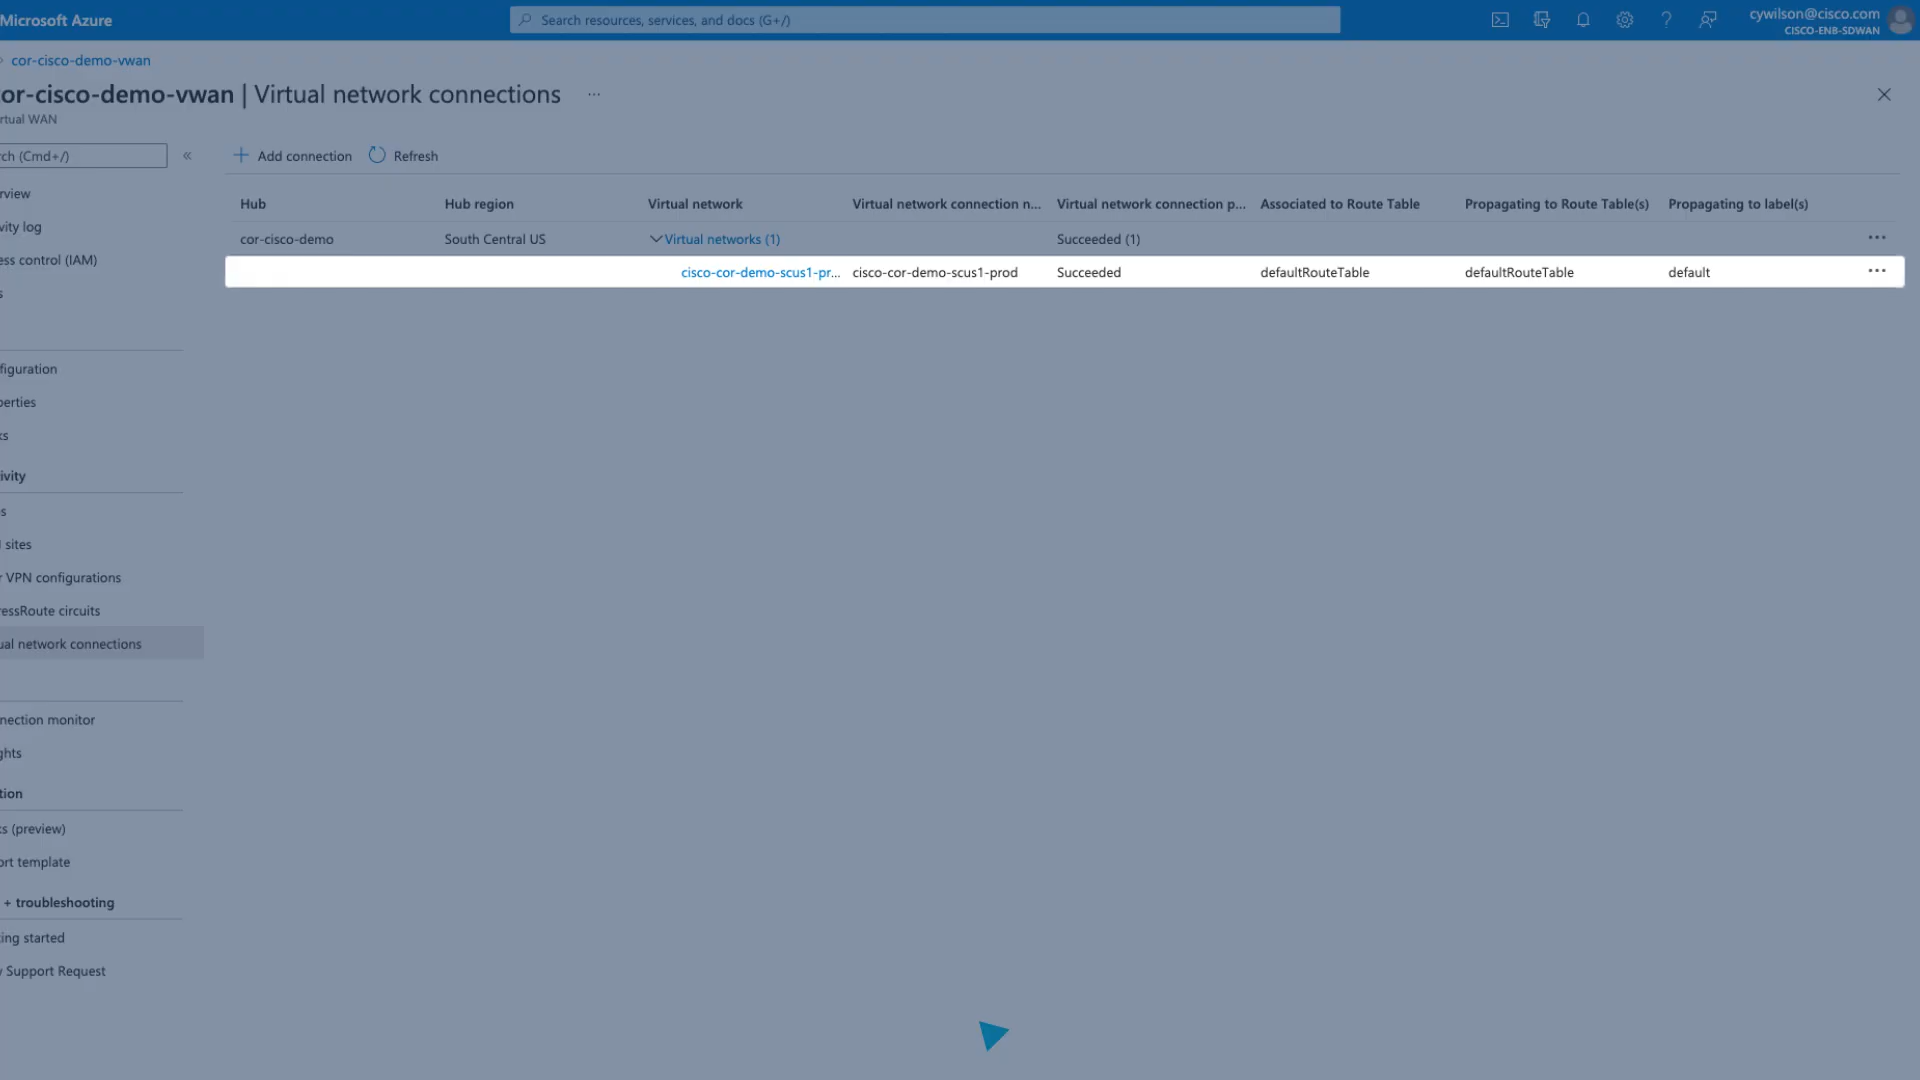 Microsoft Azure
Search resources, services, and docs (G+/)
cywilson@cisco.com
CISCO-ENB-SDWAN
cor-cisco-demo-vwan
or-cisco-demo-vwan | Virtual network connections ...
rtual WAN
rch (Cmd+/)
«
Add connection
Refresh
rview
vity log
ess control (IAM)
s
figuration
perties
ks
ivity
s
sites
r VPN configurations
ressRoute circuits
ual network connections
nection monitor
ghts
tion
ks (preview)
ort template
+ troubleshooting
ting started
w Support Request
Hub Hub region Virtual network Virtual network connection n... Virtual network connection p... Associated to Route Table Propagating to Route Table(s) Propagating to label(s)
cor-cisco-demo South Central US Virtual networks (1) Succeeded (1) ...
cisco-cor-demo-scus1-pr... cisco-cor-demo-scus1-prod Succeeded defaultRouteTable defaultRouteTable default ...